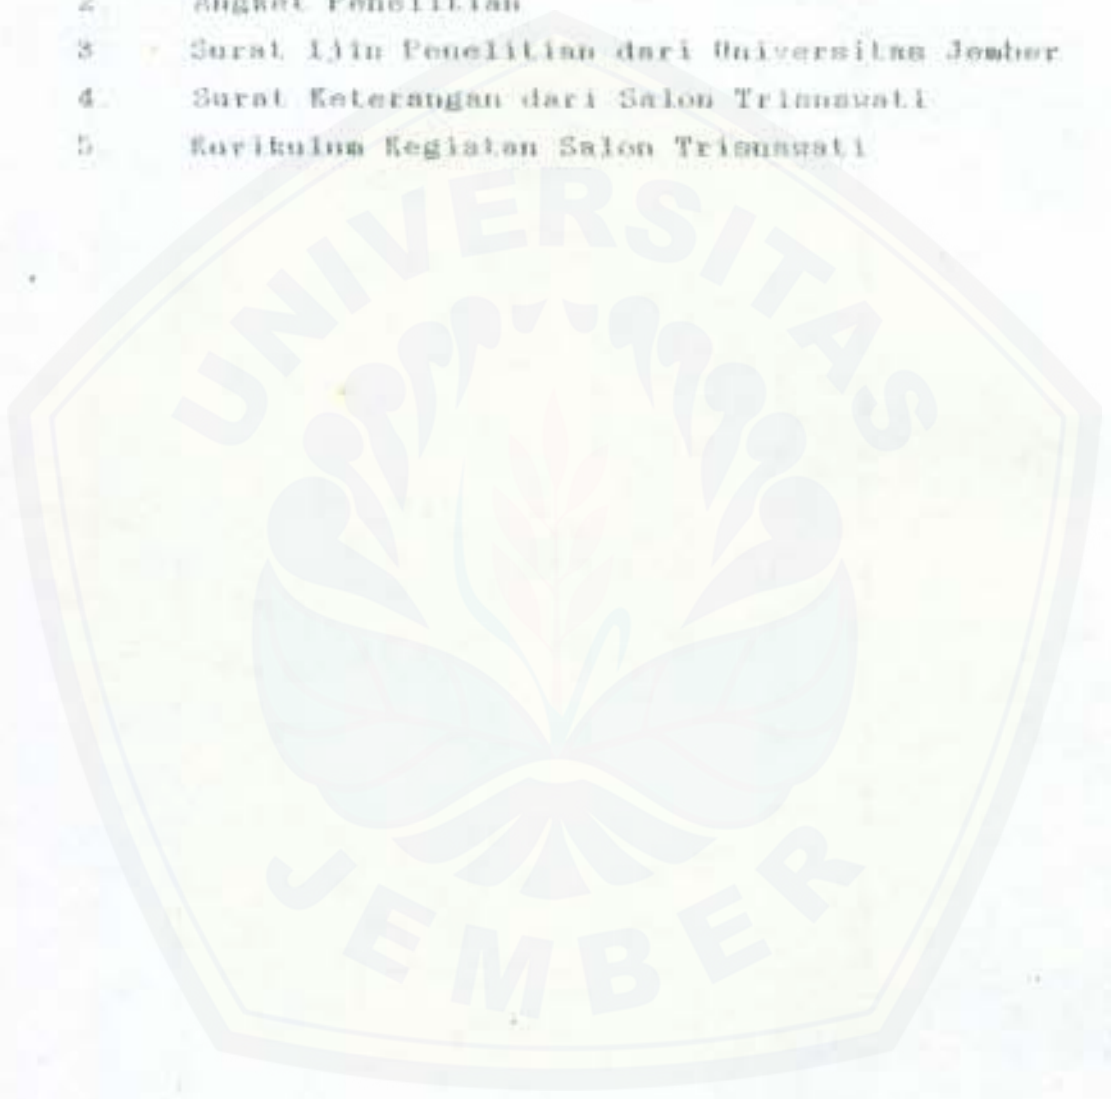 2 Angket Penelitian
3 Surat Ijin Penelitian dari Universitas Jember
4. Surat Keterangan dari Salon Trisnawati
5. Kurikulum Kegiatan Salon Trisnawati
UNIVERSITAS
JEMBER